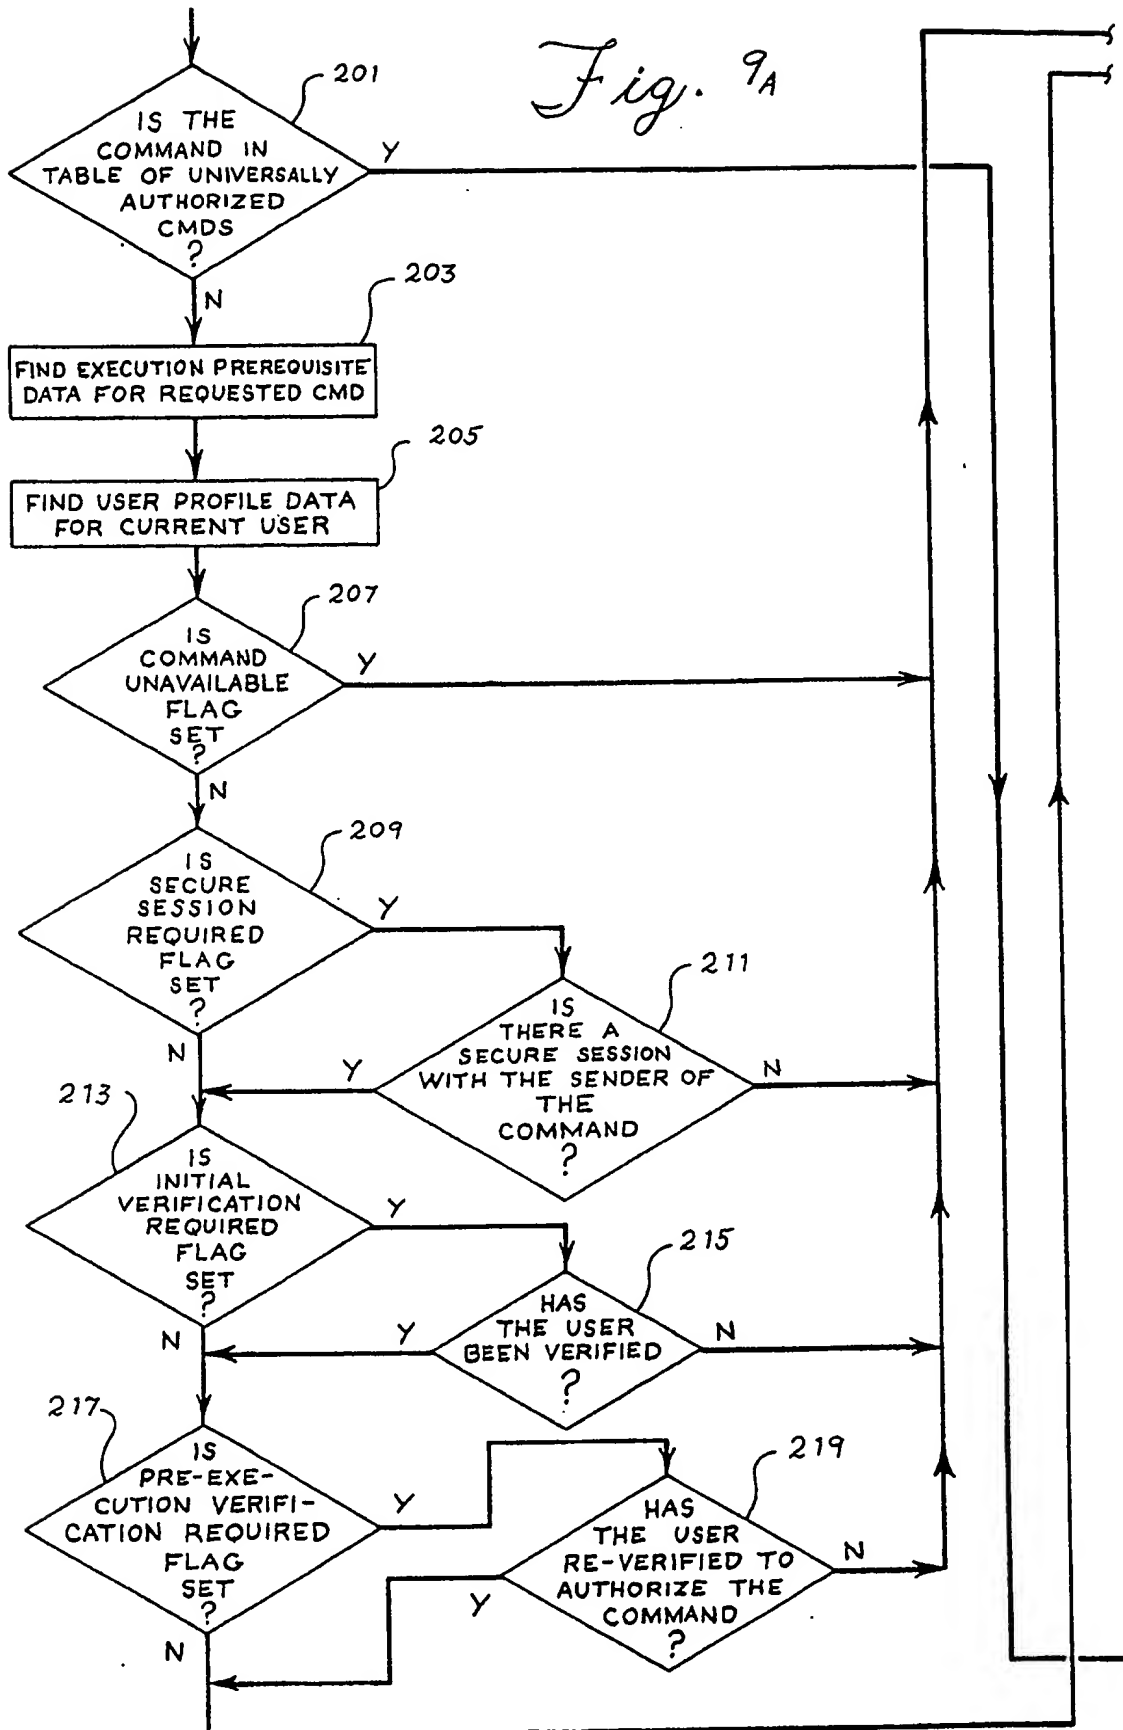 Fig. 9A
201
IS THE
COMMAND IN
TABLE OF UNIVERSALLY
AUTHORIZED
CMDS
?
Y
N
203
FIND EXECUTION PREREQUISITE
DATA FOR REQUESTED CMD
205
FIND USER PROFILE DATA
FOR CURRENT USER
207
IS
COMMAND
UNAVAILABLE
FLAG
SET
?
Y
N
209
IS
SECURE
SESSION
REQUIRED
FLAG
SET
?
Y
N
211
IS
THERE A
SECURE SESSION
WITH THE SENDER OF
THE
COMMAND
?
Y
N
213
IS
INITIAL
VERIFICATION
REQUIRED
FLAG
SET
?
Y
N
215
HAS
THE USER
BEEN VERIFIED
?
Y
N
217
IS
PRE-EXE-
CUTION VERIFI-
CATION REQUIRED
FLAG
SET
?
Y
N
219
HAS
THE USER
RE-VERIFIED TO
AUTHORIZE THE
COMMAND
?
Y
N